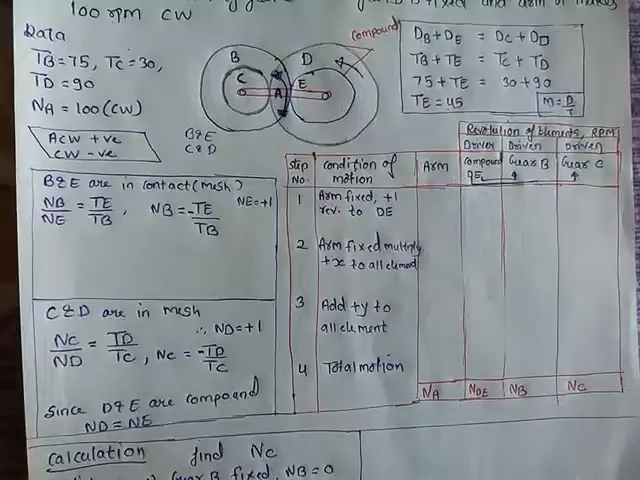 100 rpm CW
fixed and arm
Data
TB=75, TC=30,
TD=90
NA=100(CW)
ACW +ve
CW -ve
B&E
C&D
B
C
A
E
D
compound
DB+DE = DC+DD
TB+TE = TC+TD
75+TE = 30+90
TE=45
M=D/T
B&E are in contact(mesh)
NB/NE = TE/TB, NB=-TE/TB NE=+1
C&D are in mesh
∴ ND=+1
NC/ND = TD/TC, NC=-TD/TC
Since D&E are compound
ND=NE
Revolution of Elements, RPM
Step No. Condition of motion Arm Driven compound DE Driven Gear B Driven Gear C
1 Arm fixed, +1
rev. to DE
2 Arm fixed multiply
+x to all element
3 Add +y to
all element
4 Total motion
NA NDE NB NC
Calculation find NC
Gear B fixed, NB=0